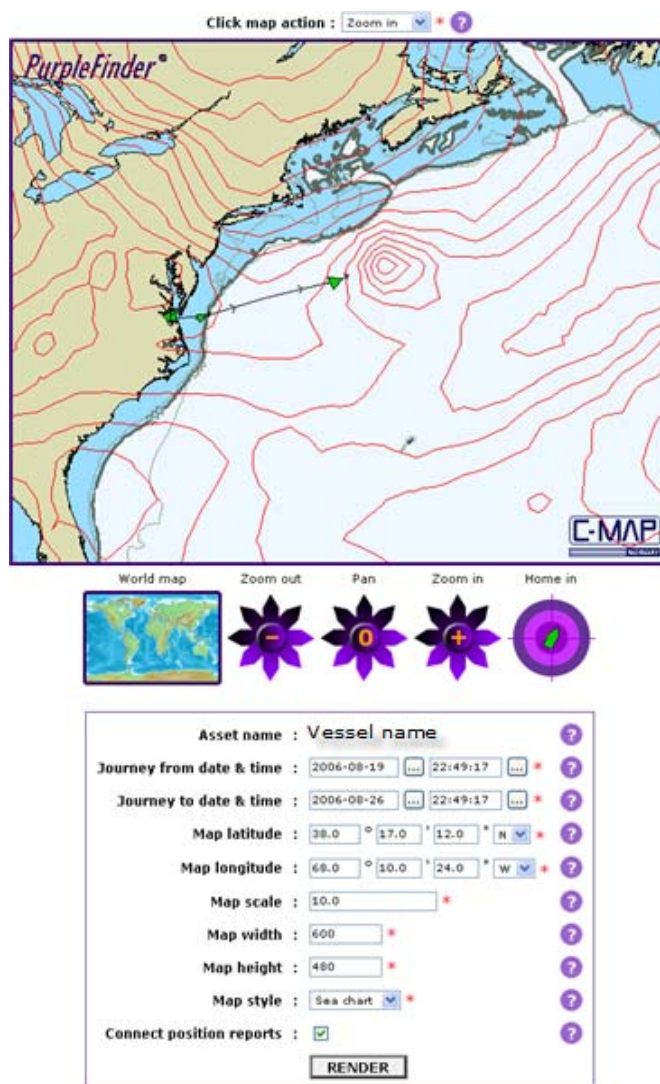 Click map action : Zoom in * ?
PurpleFinder®
C-MAP
World map Zoom out Pan Zoom in Home in
− 0 +
Asset name : Vessel name ?
Journey from date & time : 2006-08-19 ... 22:49:17 ... * ?
Journey to date & time : 2006-08-26 ... 22:49:17 ... * ?
Map latitude : 38.0 ° 17.0 ' 12.0 " N * ?
Map longitude : 68.0 ° 10.0 ' 24.0 " W * ?
Map scale : 10.0 * ?
Map width : 600 * ?
Map height : 480 * ?
Map style : Sea chart * ?
Connect position reports : ?
RENDER